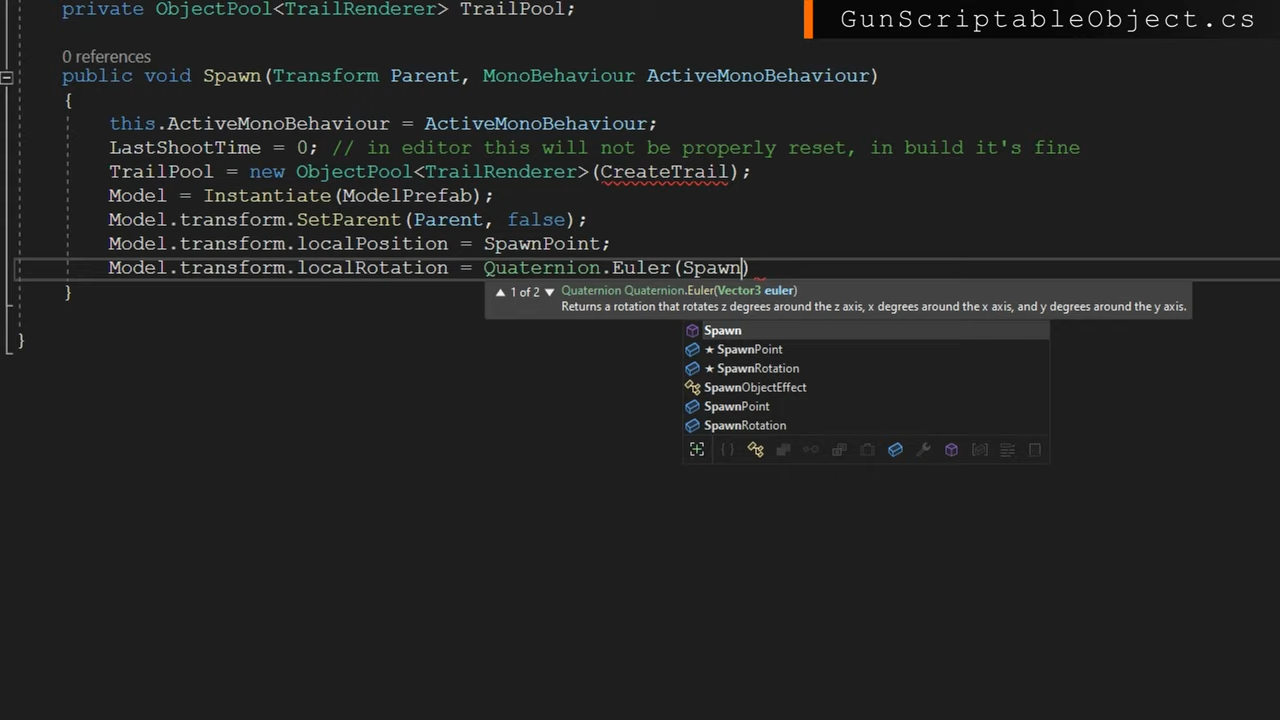 private ObjectPool<TrailRenderer> TrailPool;
GunScriptableObject.cs
0 references
public void Spawn(Transform Parent, MonoBehaviour ActiveMonoBehaviour)
{
this.ActiveMonoBehaviour = ActiveMonoBehaviour;
LastShootTime = 0; // in editor this will not be properly reset, in build it's fine
TrailPool = new ObjectPool<TrailRenderer>(CreateTrail);
Model = Instantiate(ModelPrefab);
Model.transform.SetParent(Parent, false);
Model.transform.localPosition = SpawnPoint;
Model.transform.localRotation = Quaternion.Euler(Spawn)
}
▲ 1 of 2 ▼ Quaternion Quaternion.Euler(Vector3 euler)
Returns a rotation that rotates z degrees around the z axis, x degrees around the x axis, and y degrees around the y axis.
Spawn
★ SpawnPoint
★ SpawnRotation
SpawnObjectEffect
SpawnPoint
SpawnRotation
}